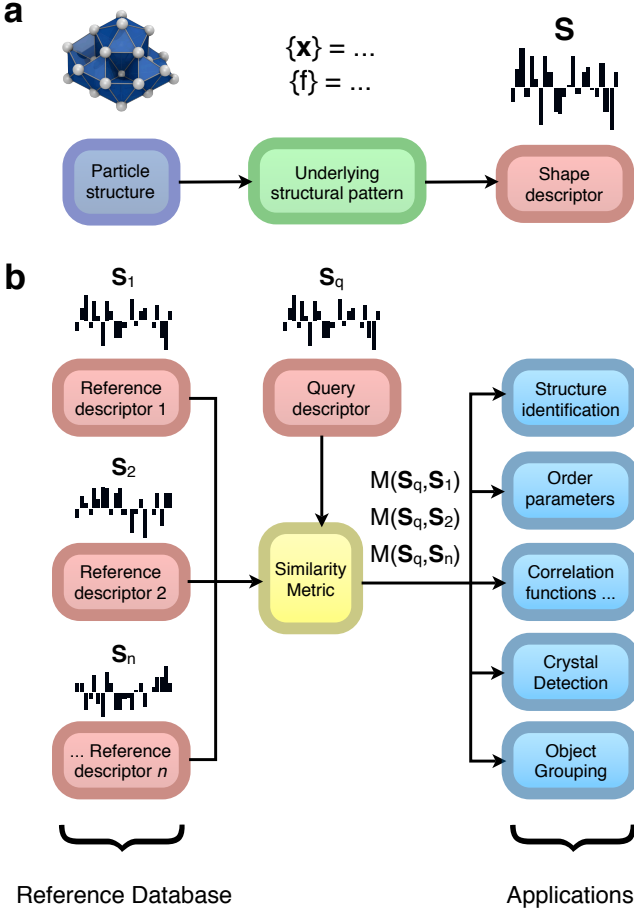 a
{x} = ...
{f} = ...
S
Particle
structure
Underlying
structural pattern
Shape
descriptor
b
S1
Sq
Reference
descriptor 1
Query
descriptor
Structure
identification
S2
M(Sq,S1)
M(Sq,S2)
M(Sq,Sn)
Order
parameters
Reference
descriptor 2
Similarity
Metric
Correlation
functions ...
Sn
Crystal
Detection
... Reference
descriptor n
Object
Grouping
Reference Database
Applications